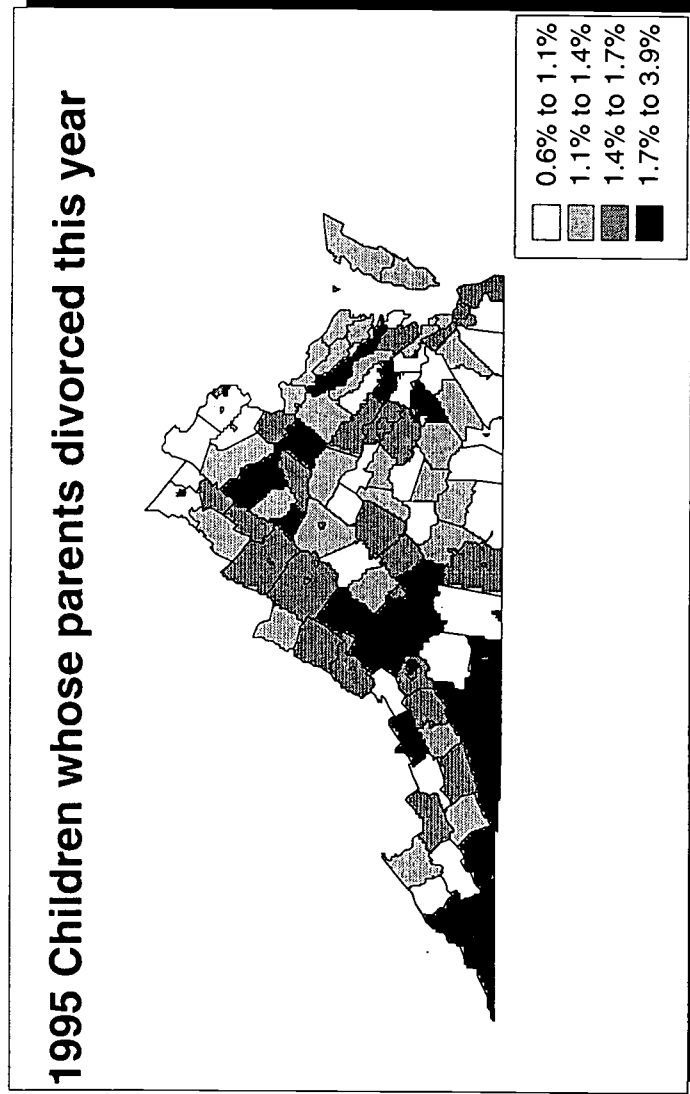 1995 Children whose parents divorced this year
0.6% to 1.1%
1.1% to 1.4%
1.4% to 1.7%
1.7% to 3.9%